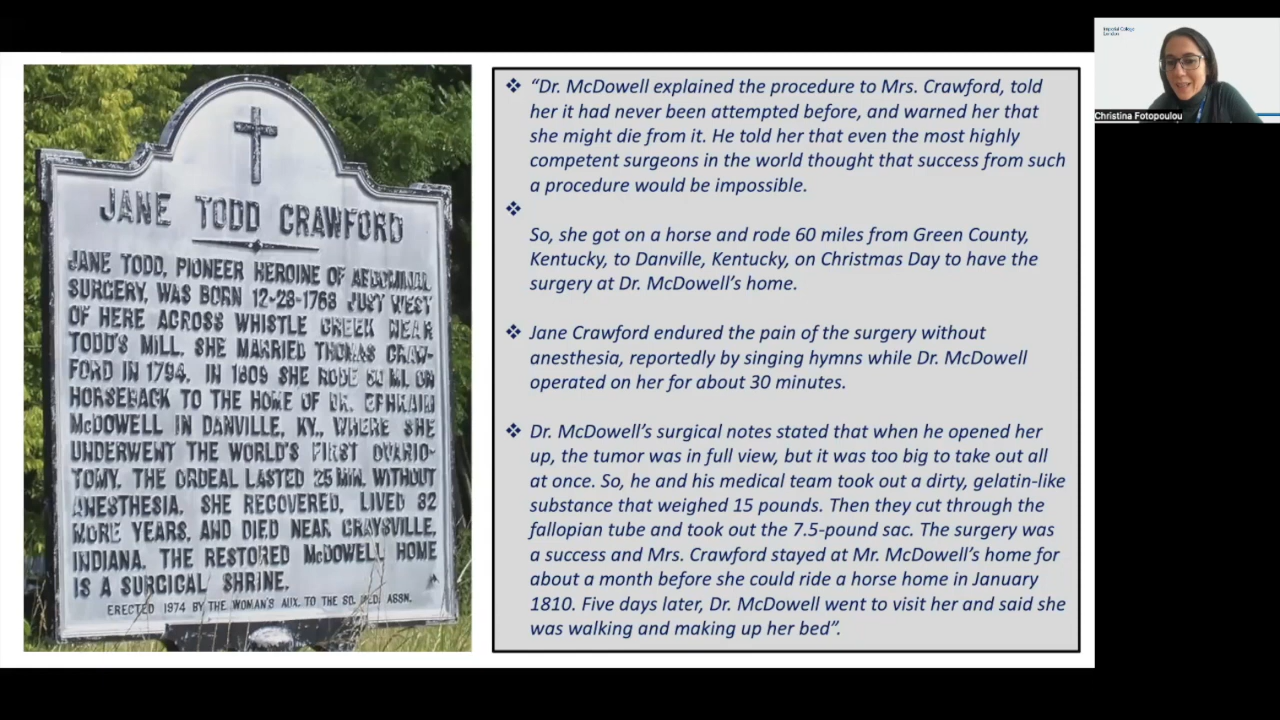 JANE TODD CRAWFORD
JANE TODD, PIONEER HEROINE OF ABDOMINAL
SURGERY, WAS BORN 12-23-1763 JUST WEST
OF HERE ACROSS WHISTLE CREEK NEAR
TODD'S MILL. SHE MARRIED THOMAS CRAW-
FORD IN 1794. IN 1809 SHE RODE 60 MI. ON
HORSEBACK TO THE HOME OF DR. EPHRAIM
McDOWELL IN DANVILLE, KY., WHERE SHE
UNDERWENT THE WORLD'S FIRST OVARIO-
TOMY. THE ORDEAL LASTED 25 MIN. WITHOUT
ANESTHESIA. SHE RECOVERED, LIVED 32
MORE YEARS, AND DIED NEAR GRAYSVILLE,
INDIANA. THE RESTORED McDOWELL HOME
IS A SURGICAL SHRINE.
ERECTED 1974 BY THE WOMAN'S AUX. TO THE SO. MED. ASSN.
❖ “Dr. McDowell explained the procedure to Mrs. Crawford, told
her it had never been attempted before, and warned her that
she might die from it. He told her that even the most highly
competent surgeons in the world thought that success from such
a procedure would be impossible.
❖
So, she got on a horse and rode 60 miles from Green County,
Kentucky, to Danville, Kentucky, on Christmas Day to have the
surgery at Dr. McDowell’s home.
❖ Jane Crawford endured the pain of the surgery without
anesthesia, reportedly by singing hymns while Dr. McDowell
operated on her for about 30 minutes.
❖ Dr. McDowell’s surgical notes stated that when he opened her
up, the tumor was in full view, but it was too big to take out all
at once. So, he and his medical team took out a dirty, gelatin-like
substance that weighed 15 pounds. Then they cut through the
fallopian tube and took out the 7.5-pound sac. The surgery was
a success and Mrs. Crawford stayed at Mr. McDowell’s home for
about a month before she could ride a horse home in January
1810. Five days later, Dr. McDowell went to visit her and said she
was walking and making up her bed”.
Imperial College
London
Christina Fotopoulou